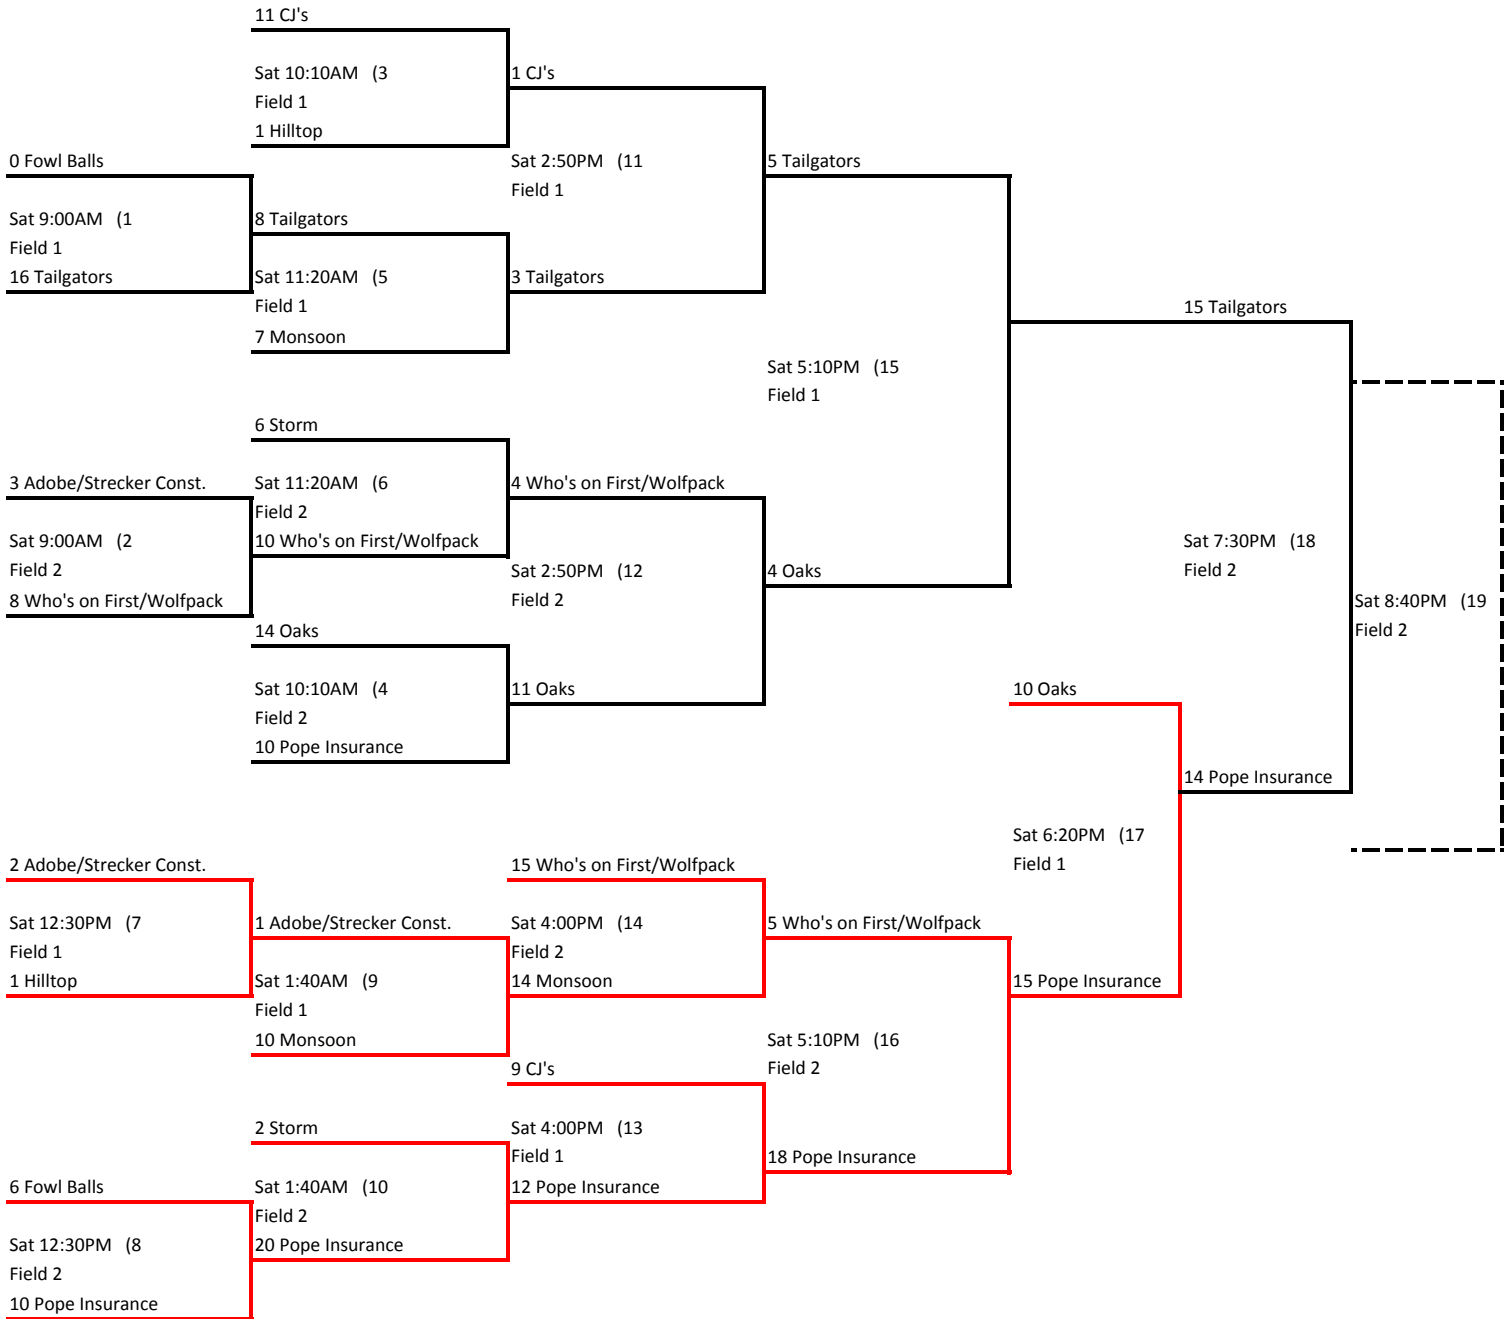 11 CJ's
Sat 10:10AM (3
Field 1
1 Hilltop
1 CJ's
0 Fowl Balls
Sat 9:00AM (1
Field 1
16 Tailgators
8 Tailgators
Sat 11:20AM (5
Field 1
7 Monsoon
Sat 2:50PM (11
Field 1
3 Tailgators
5 Tailgators
Sat 5:10PM (15
Field 1
15 Tailgators
6 Storm
Sat 11:20AM (6
Field 2
10 Who's on First/Wolfpack
3 Adobe/Strecker Const.
Sat 9:00AM (2
Field 2
8 Who's on First/Wolfpack
4 Who's on First/Wolfpack
Sat 2:50PM (12
Field 2
11 Oaks
14 Oaks
Sat 10:10AM (4
Field 2
10 Pope Insurance
4 Oaks
Sat 7:30PM (18
Field 2
Sat 8:40PM (19
Field 2
10 Oaks
Sat 6:20PM (17
Field 1
14 Pope Insurance
2 Adobe/Strecker Const.
Sat 12:30PM (7
Field 1
1 Hilltop
1 Adobe/Strecker Const.
Sat 1:40AM (9
Field 1
10 Monsoon
15 Who's on First/Wolfpack
Sat 4:00PM (14
Field 2
14 Monsoon
5 Who's on First/Wolfpack
Sat 5:10PM (16
Field 2
15 Pope Insurance
9 CJ's
Sat 4:00PM (13
Field 1
12 Pope Insurance
18 Pope Insurance
2 Storm
Sat 1:40AM (10
Field 2
20 Pope Insurance
6 Fowl Balls
Sat 12:30PM (8
Field 2
10 Pope Insurance